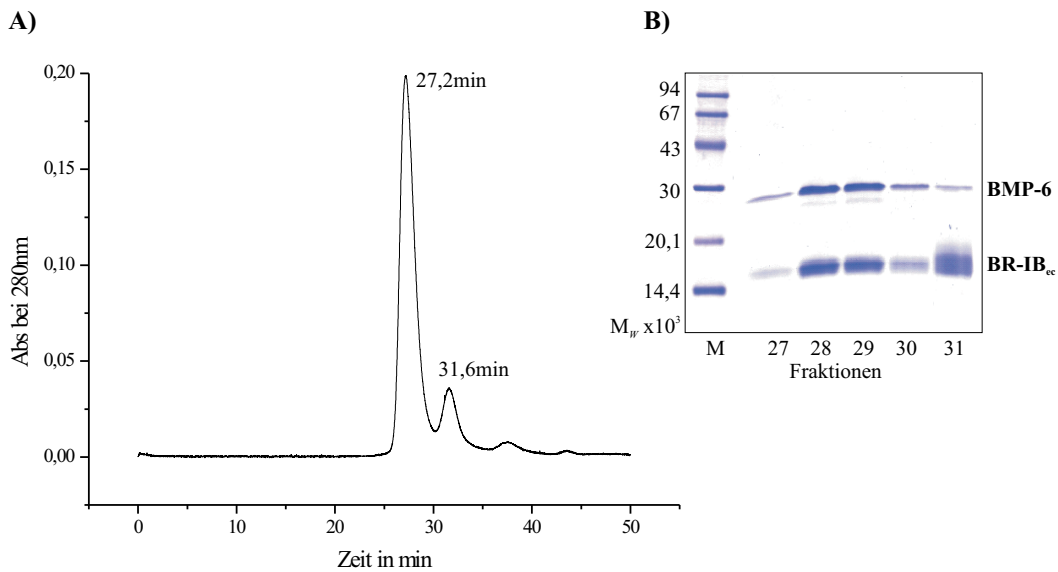 A)
0,20
0,15
0,10
0,05
0,00
Abs bei 280nm
27,2min
31,6min
0 10 20 30 40 50
Zeit in min
B)
94
67
43
30
20,1
14,4
M_W x10³
BMP-6
BR-IB_ec
M 27 28 29 30 31
Fraktionen